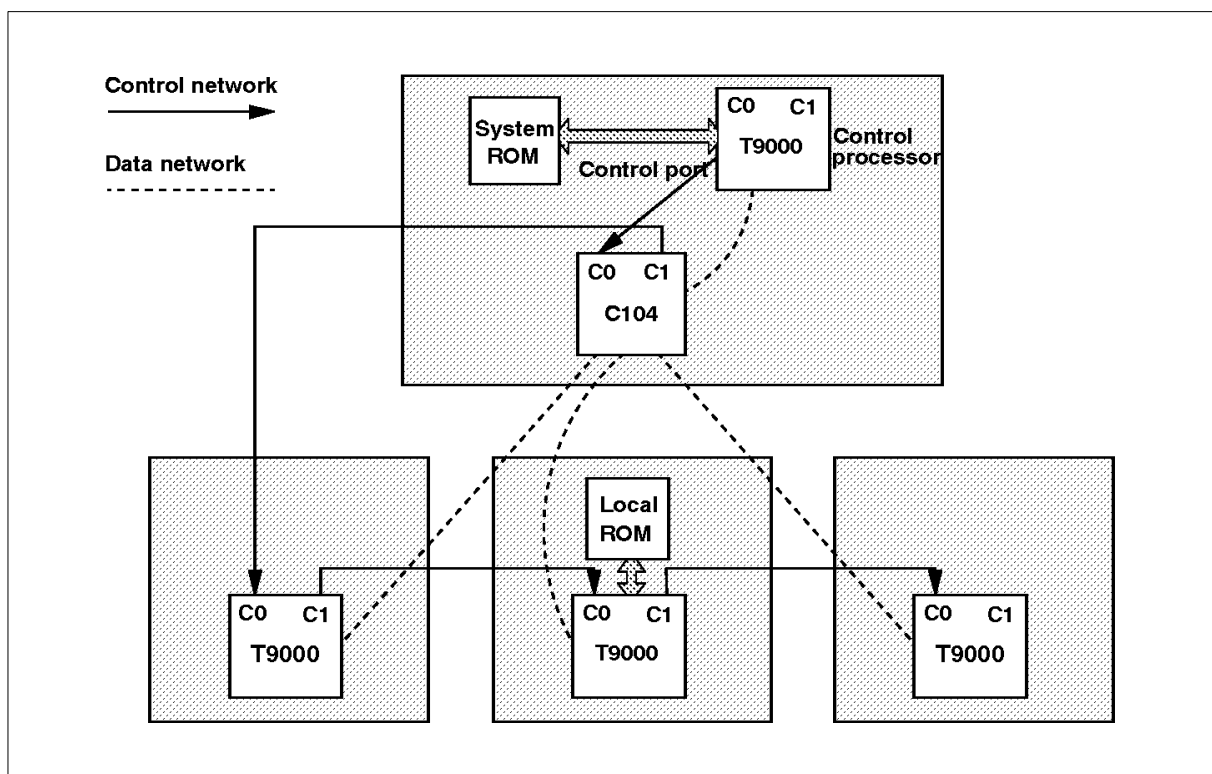 Control network
Data network
System
ROM
Control port
C0 C1
T9000
Control
processor
C0 C1
C104
C0 C1
T9000
Local
ROM
C0 C1
T9000
C0 C1
T9000